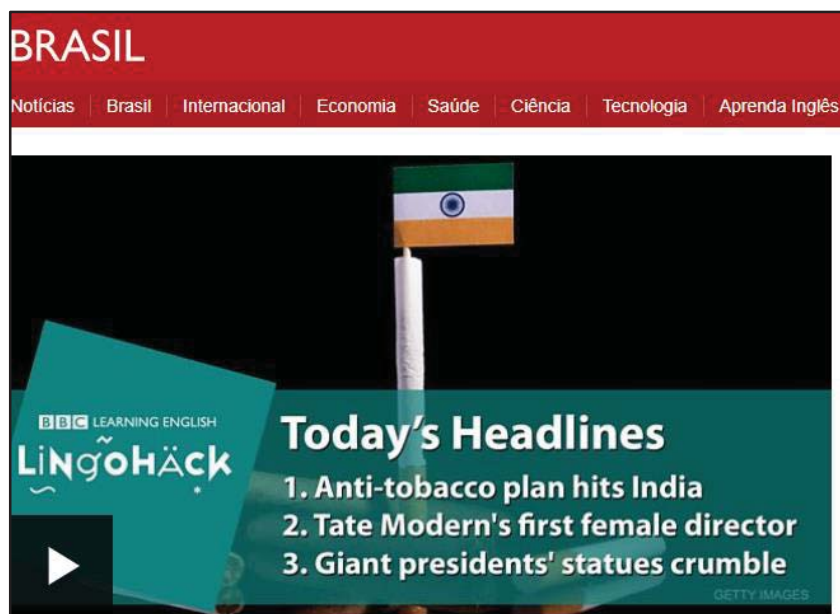 BRASIL
Notícias Brasil Internacional Economia Saúde Ciência Tecnologia Aprenda Inglês
BBC LEARNING ENGLISH
LiNgOHÄcK
Today's Headlines
1. Anti-tobacco plan hits India
2. Tate Modern's first female director
3. Giant presidents' statues crumble
GETTY IMAGES